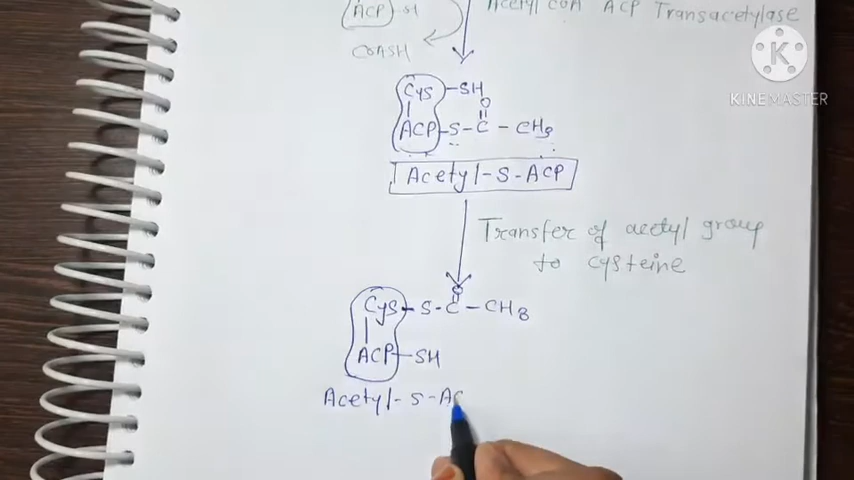 ACP-SH
Acetyl COA ACP Transacetylase
COASH
KINEMASTER
Cys-SH
O
ACP-S-C-CH3
Acetyl-S-ACP
Transfer of acetyl group
to cysteine
O
Cys-S-C-CH3
ACP-SH
Acetyl-S-AC